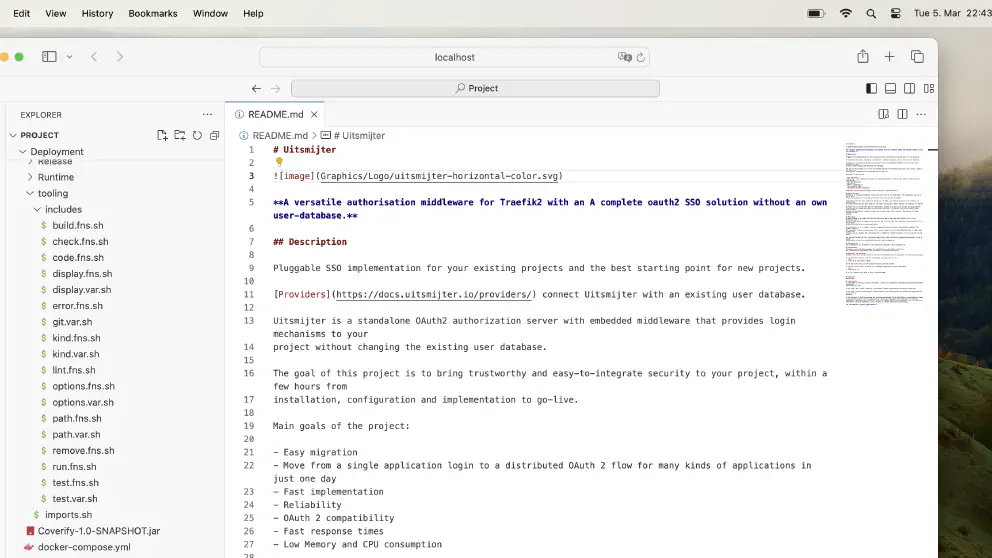 Edit View History Bookmarks Window Help Tue 5. Mar 22:43
localhost
Project
EXPLORER
PROJECT
Deployment
Release
Runtime
tooling
includes
build.fns.sh
check.fns.sh
code.fns.sh
display.fns.sh
display.var.sh
error.fns.sh
git.var.sh
kind.fns.sh
kind.var.sh
lint.fns.sh
options.fns.sh
options.var.sh
path.fns.sh
path.var.sh
remove.fns.sh
run.fns.sh
test.fns.sh
test.var.sh
imports.sh
Coverify-1.0-SNAPSHOT.jar
docker-compose.yml
README.md
README.md > # Uitsmijter
1 # Uitsmijter
2
3 ![image](Graphics/Logo/uitsmijter-horizontal-color.svg)
4
5 **A versatile authorisation middleware for Traefik2 with an A complete oauth2 SSO solution without an own
user-database.**
6
7 ## Description
8
9 Pluggable SSO implementation for your existing projects and the best starting point for new projects.
10
11 [Providers](https://docs.uitsmijter.io/providers/) connect Uitsmijter with an existing user database.
12
13 Uitsmijter is a standalone OAuth2 authorization server with embedded middleware that provides login
mechanisms to your
14 project without changing the existing user database.
15
16 The goal of this project is to bring trustworthy and easy-to-integrate security to your project, within a
few hours from
17 installation, configuration and implementation to go-live.
18
19 Main goals of the project:
20
21 - Easy migration
22 - Move from a single application login to a distributed OAuth 2 flow for many kinds of applications in
just one day
23 - Fast implementation
24 - Reliability
25 - OAuth 2 compatibility
26 - Fast response times
27 - Low Memory and CPU consumption
28